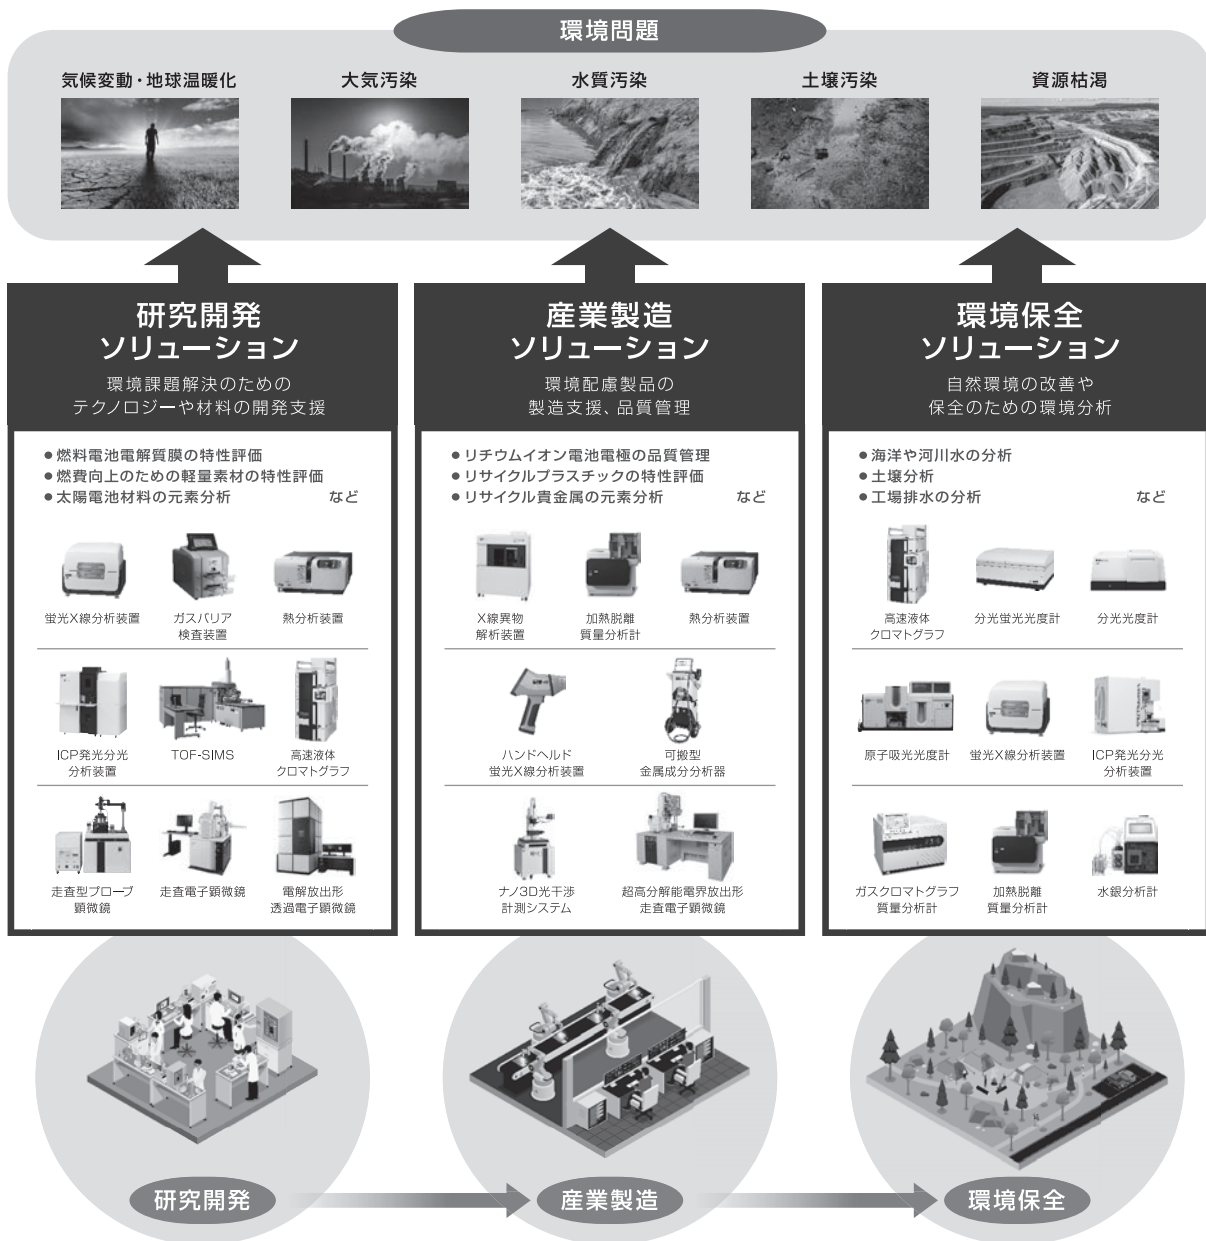 環境問題
気候変動・地球温暖化
大気汚染
水質汚染
土壌汚染
資源枯渇
研究開発
ソリューション
環境課題解決のための
テクノロジーや材料の開発支援
● 燃料電池電解質膜の特性評価
● 燃費向上のための軽量素材の特性評価
● 太陽電池材料の元素分析 など
蛍光X線分析装置
ガスバリア
検査装置
熱分析装置
ICP発光分光
分析装置
TOF-SIMS
高速液体
クロマトグラフ
走査型プローブ
顕微鏡
走査電子顕微鏡
電解放出形
透過電子顕微鏡
産業製造
ソリューション
環境配慮製品の
製造支援、品質管理
● リチウムイオン電池電極の品質管理
● リサイクルプラスチックの特性評価
● リサイクル貴金属の元素分析 など
X線異物
解析装置
加熱脱離
質量分析計
熱分析装置
ハンドヘルド
蛍光X線分析装置
可搬型
金属成分分析器
ナノ3D光干渉
計測システム
超高分解能電界放出形
走査電子顕微鏡
環境保全
ソリューション
自然環境の改善や
保全のための環境分析
● 海洋や河川水の分析
● 土壌分析
● 工場排水の分析 など
高速液体
クロマトグラフ
分光蛍光光度計
分光光度計
原子吸光光度計
蛍光X線分析装置
ICP発光分光
分析装置
ガスクロマトグラフ
質量分析計
加熱脱離
質量分析計
水銀分析計
研究開発
産業製造
環境保全